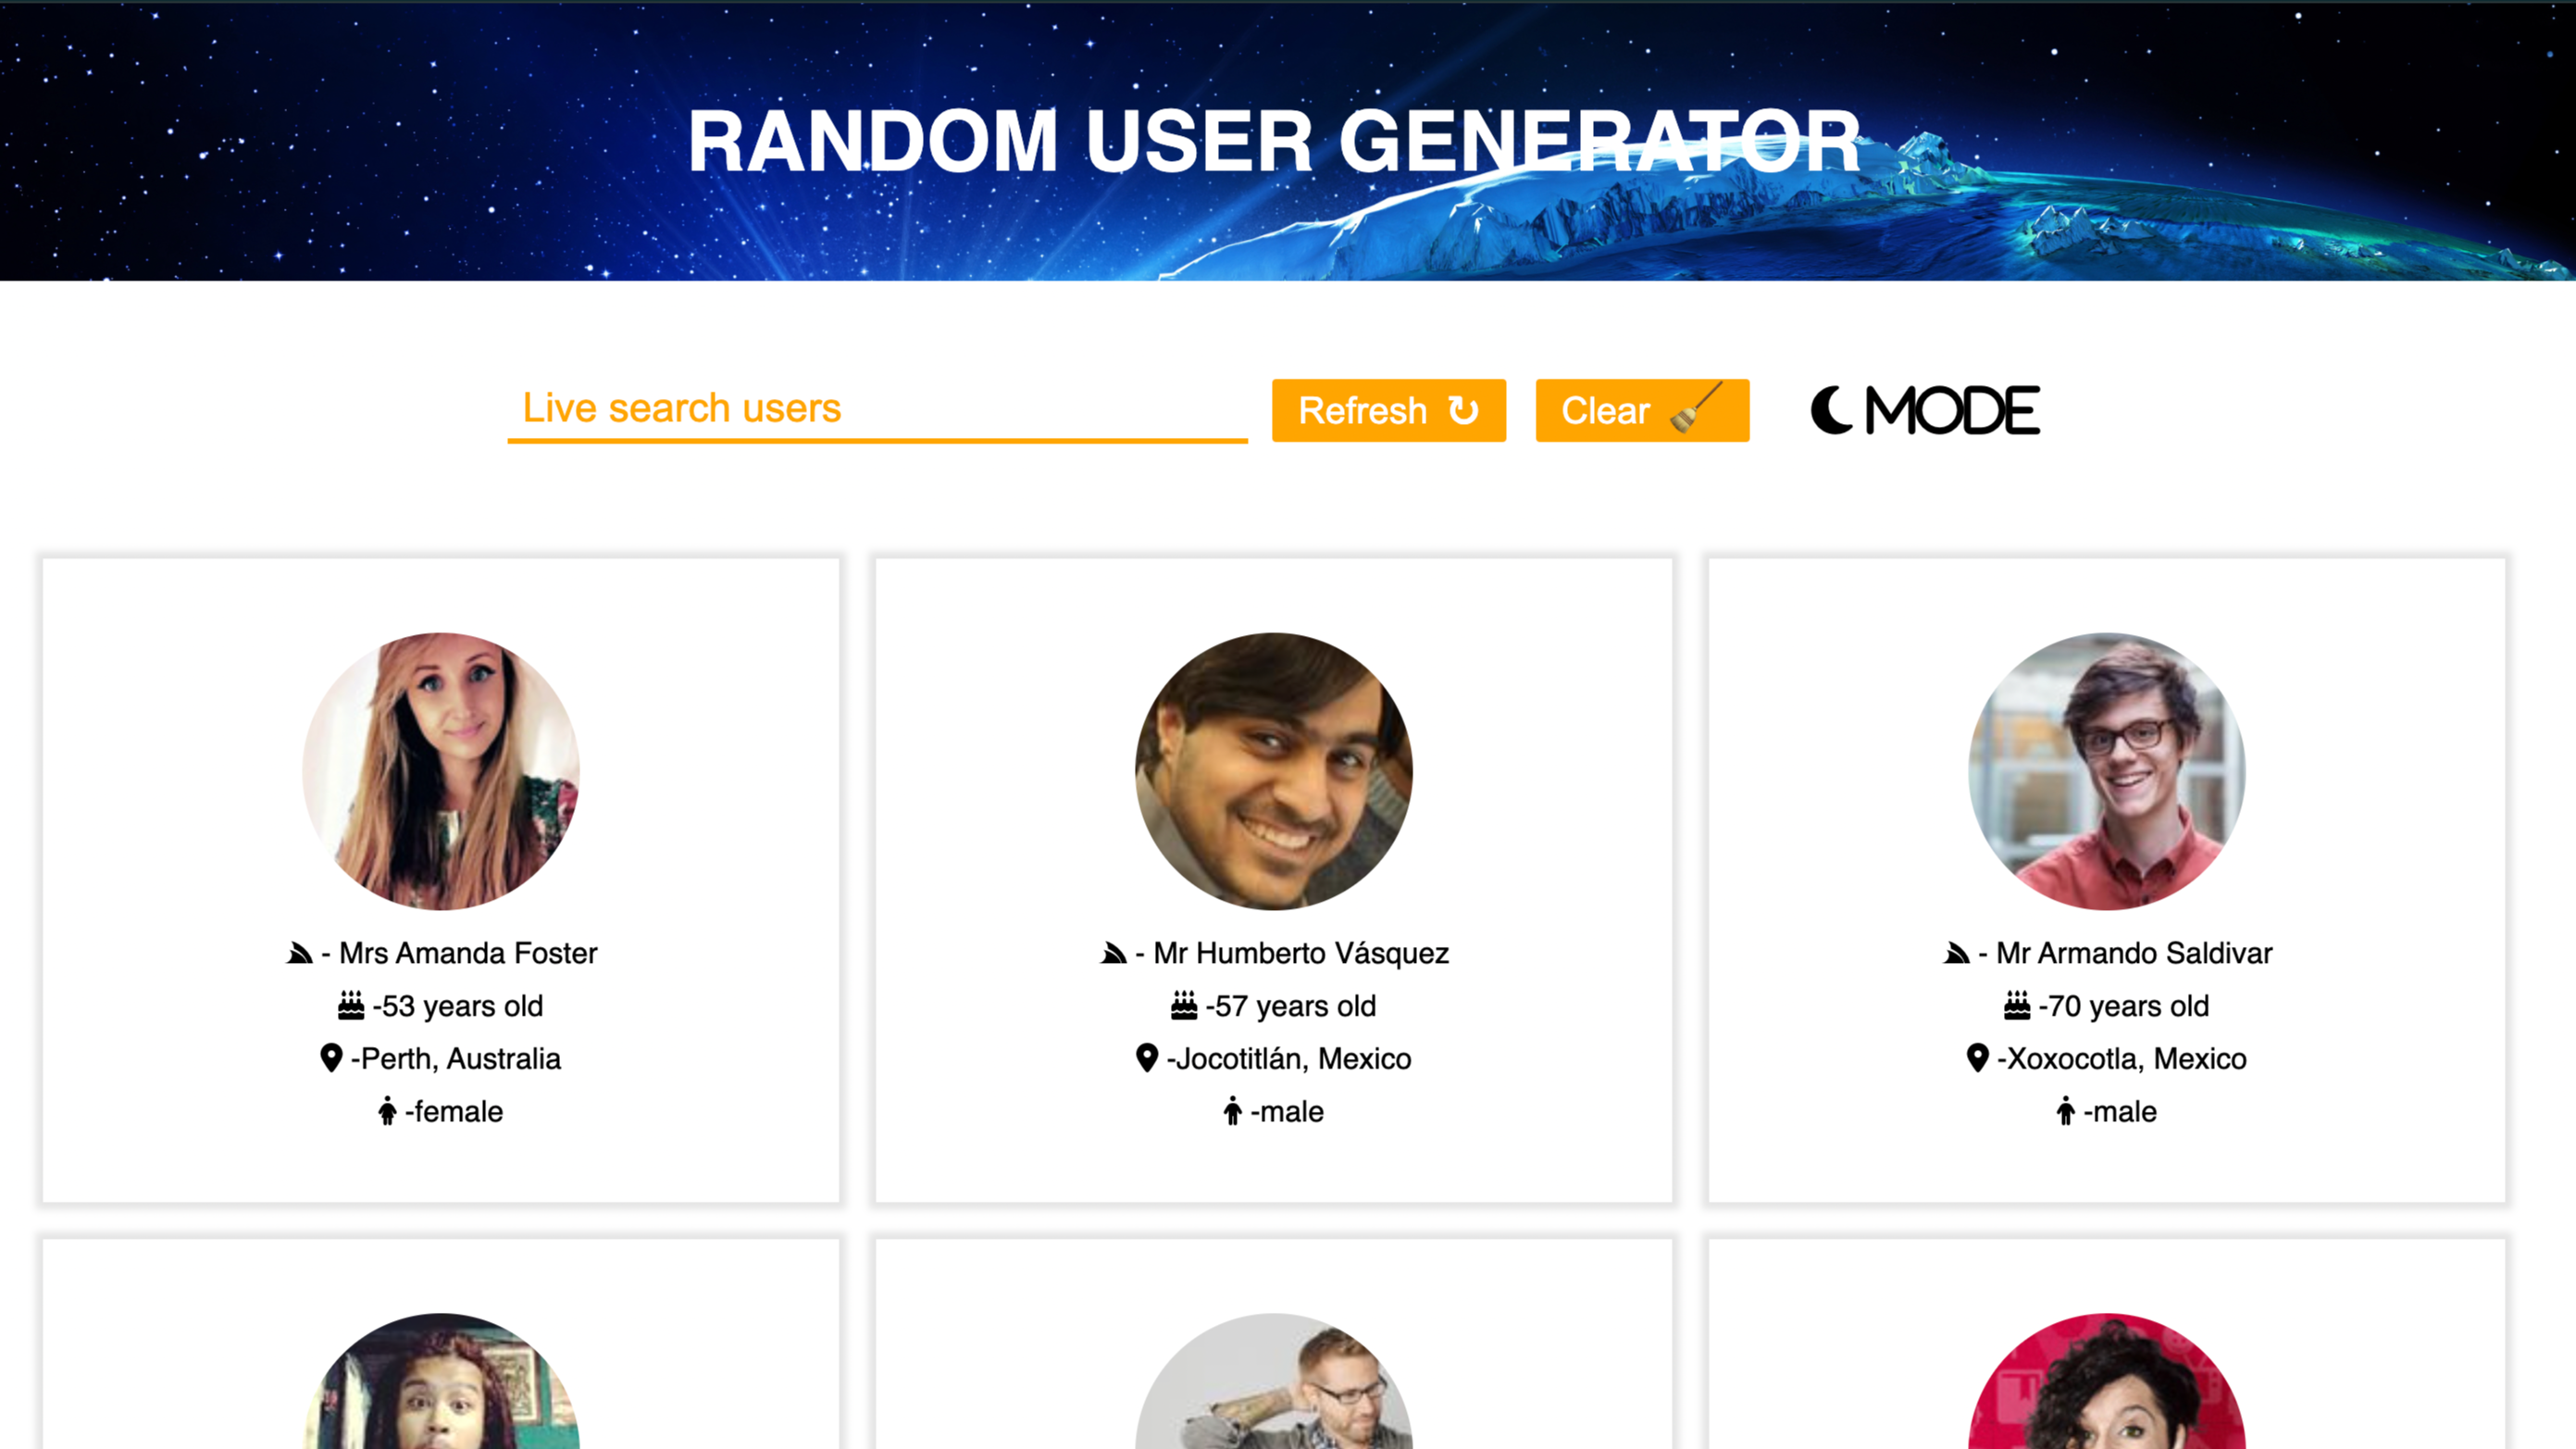 RANDOM USER GENERATOR
Live search users
Refresh ↻
Clear
MODE
- Mrs Amanda Foster
-53 years old
-Perth, Australia
-female
- Mr Humberto Vásquez
-57 years old
-Jocotitlán, Mexico
-male
- Mr Armando Saldivar
-70 years old
-Xoxocotla, Mexico
-male